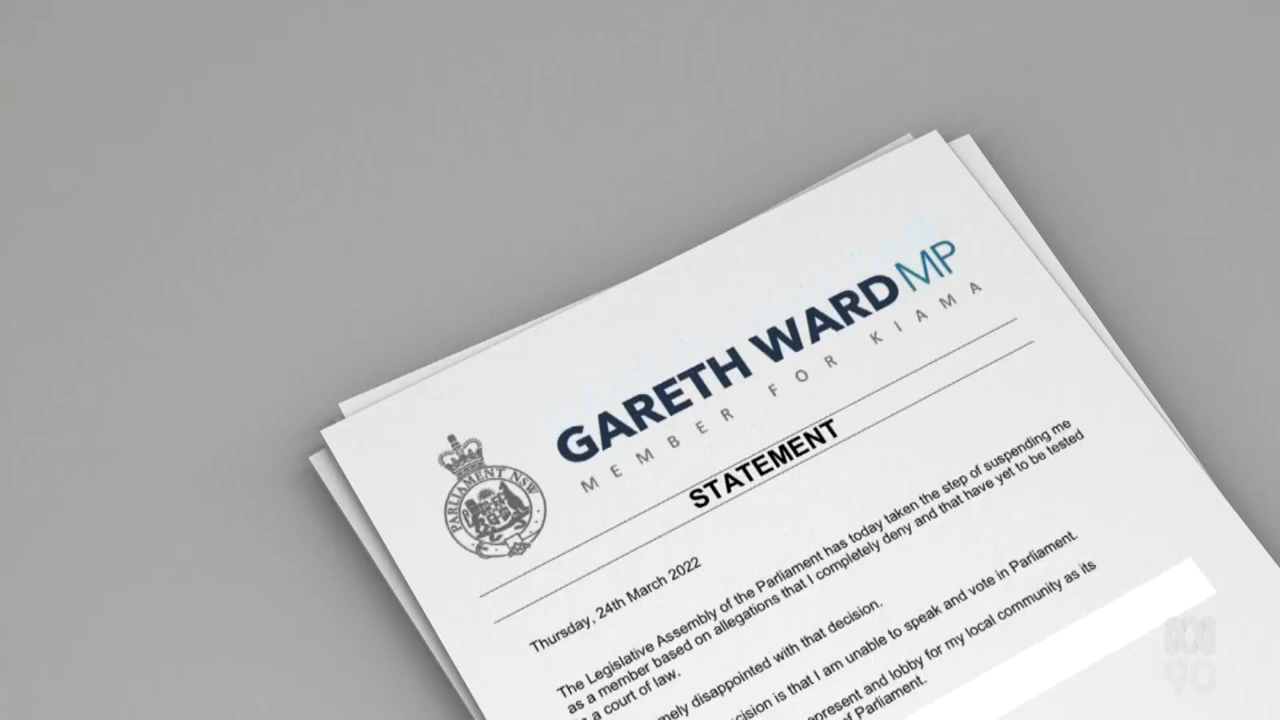 GARETH WARD MP
MEMBER FOR KIAMA
PARLIAMENT NSW
STATEMENT
Thursday, 24th March 2022
The Legislative Assembly of the Parliament has today taken the step of suspending me
as a member based on allegations that I completely deny and that have yet to be tested
a court of law.
disappointed with that decision.
is that I am unable to speak and vote in Parliament.
and lobby for my local community as its
of Parliament.
90